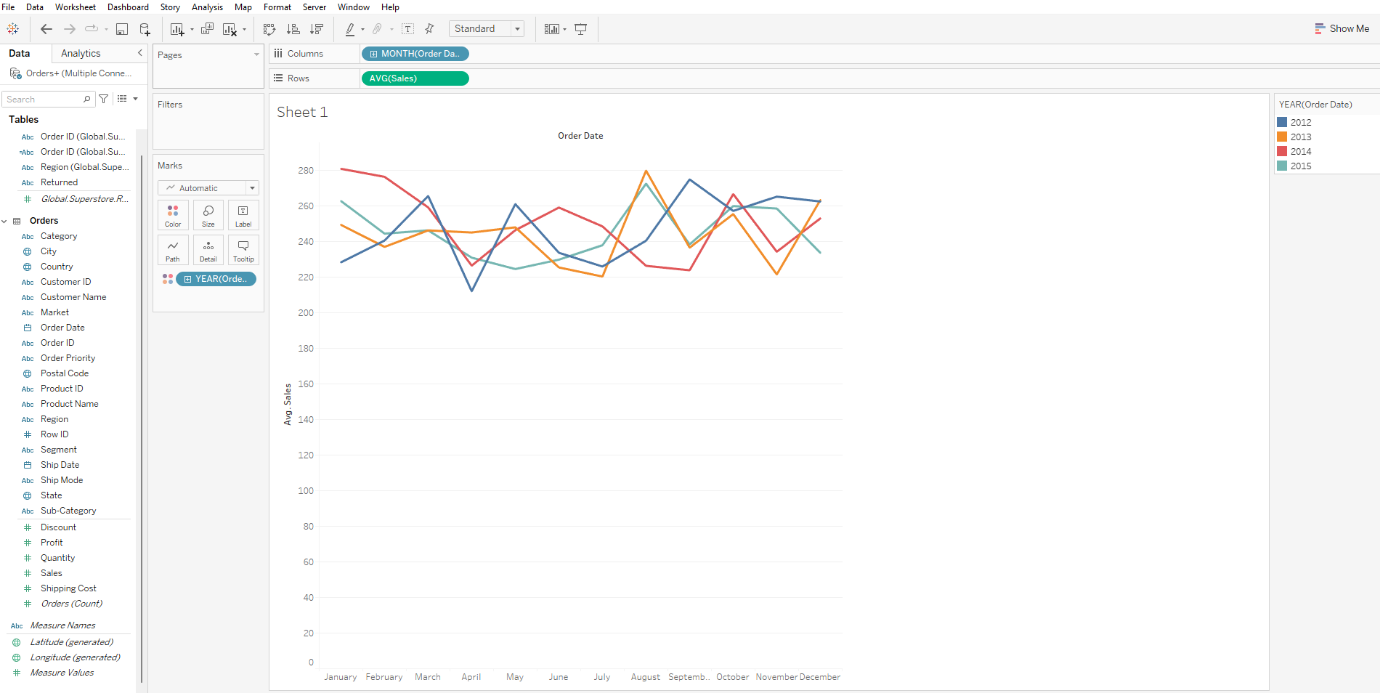 File Data Worksheet Dashboard Story Analysis Map Format Server Window Help
Standard
Show Me
Data Analytics
Orders+ (Multiple Conne...
Search
Tables
Abc Order ID (Global.Su...
Abc Order ID (Global.Su...
Abc Region (Global.Supe...
Abc Returned
Global.Superstore.R...
Orders
Abc Category
City
Country
Abc Customer ID
Abc Customer Name
Abc Market
Order Date
Abc Order ID
Abc Order Priority
Postal Code
Abc Product ID
Abc Product Name
Abc Region
# Row ID
Abc Segment
Ship Date
Abc Ship Mode
State
Abc Sub-Category
# Discount
# Profit
# Quantity
# Sales
# Shipping Cost
# Orders (Count)
Abc Measure Names
Latitude (generated)
Longitude (generated)
# Measure Values
Pages
Filters
Marks
Automatic
Color Size Label
Path Detail Tooltip
YEAR(Orde..
Columns MONTH(Order Da..
Rows AVG(Sales)
Sheet 1
Order Date
280
260
240
220
200
180
160
140
120
100
80
60
40
20
0
Avg. Sales
January February March April May June July August Septemb.. October November December
YEAR(Order Date)
2012
2013
2014
2015